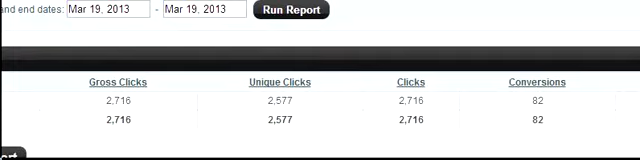 and end dates: Mar 19, 2013 - Mar 19, 2013 Run Report
Gross Clicks Unique Clicks Clicks Conversions
2,716 2,577 2,716 82
2,716 2,577 2,716 82